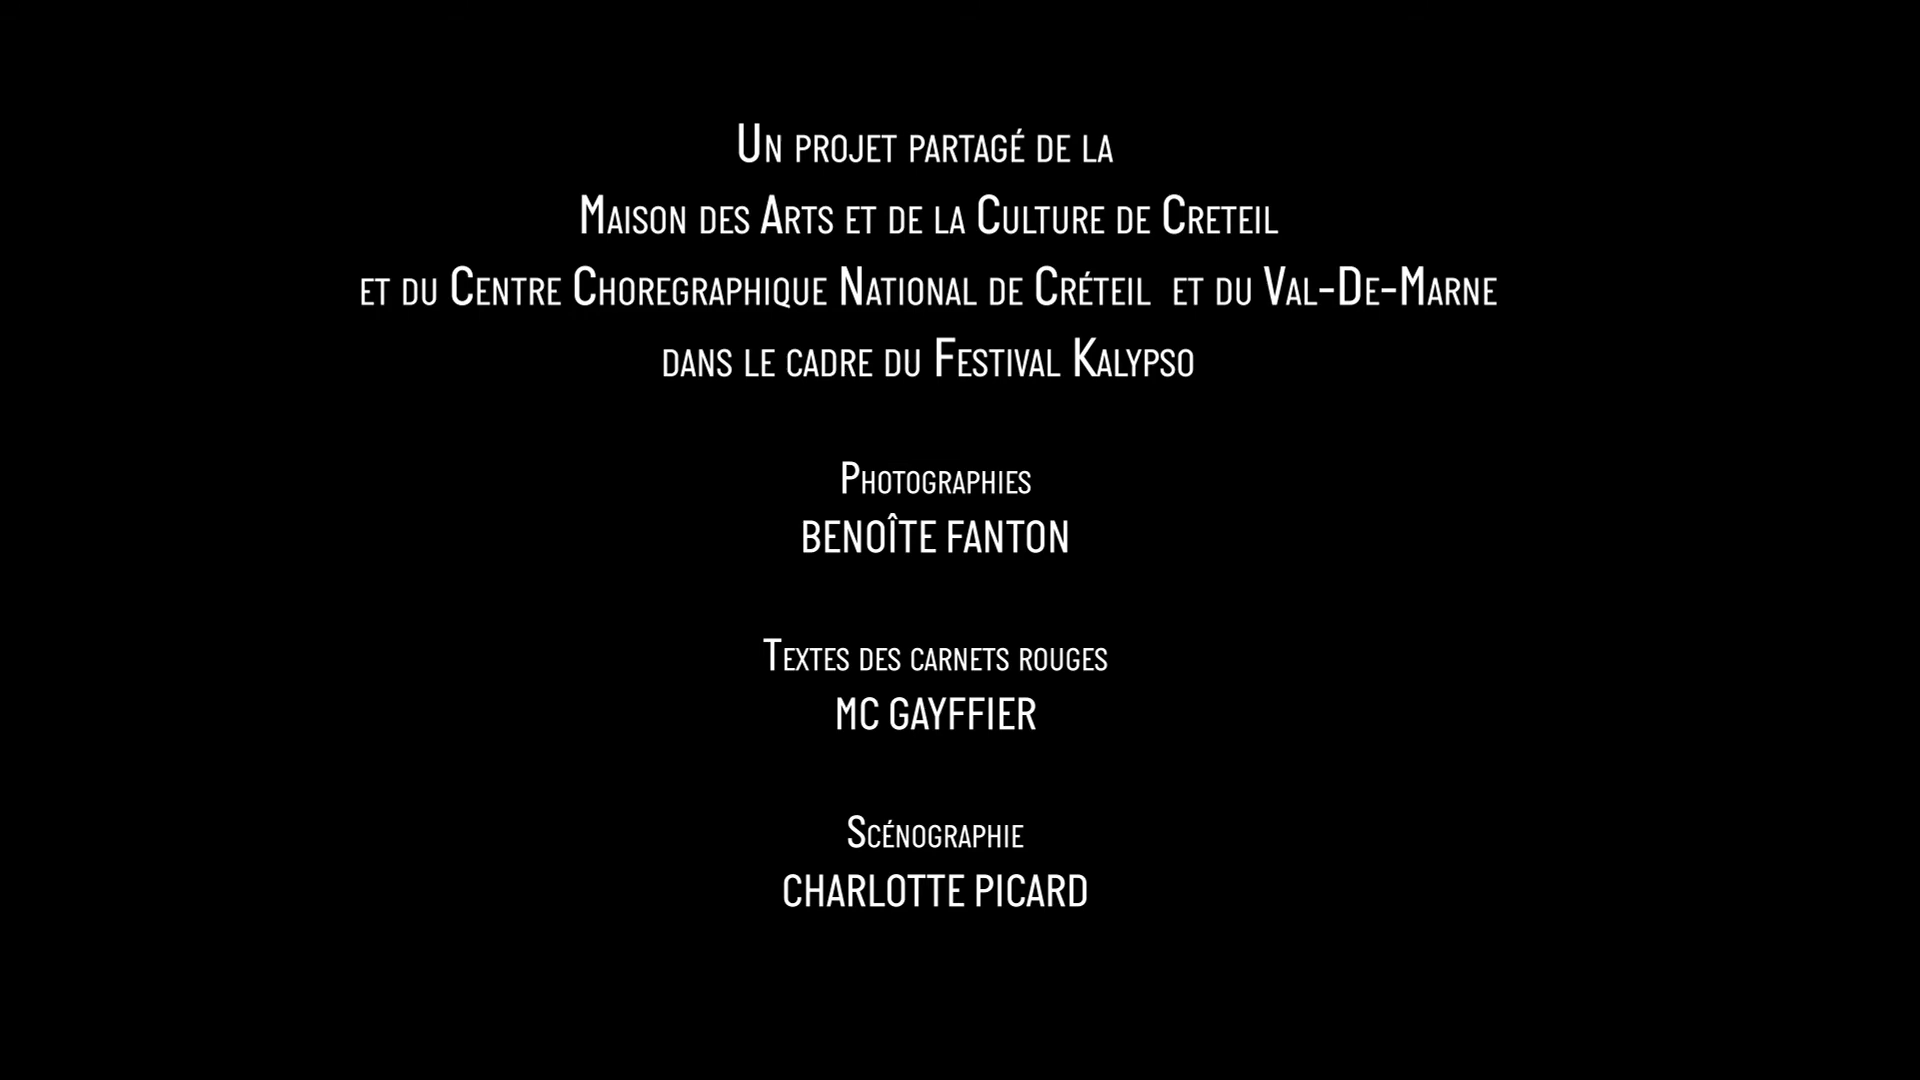 Un projet partagé de la
Maison des Arts et de la Culture de Creteil
et du Centre Choregraphique National de Créteil et du Val-De-Marne
dans le cadre du Festival Kalypso
Photographies
BENOÎTE FANTON
Textes des carnets rouges
MC GAYFFIER
Scénographie
CHARLOTTE PICARD